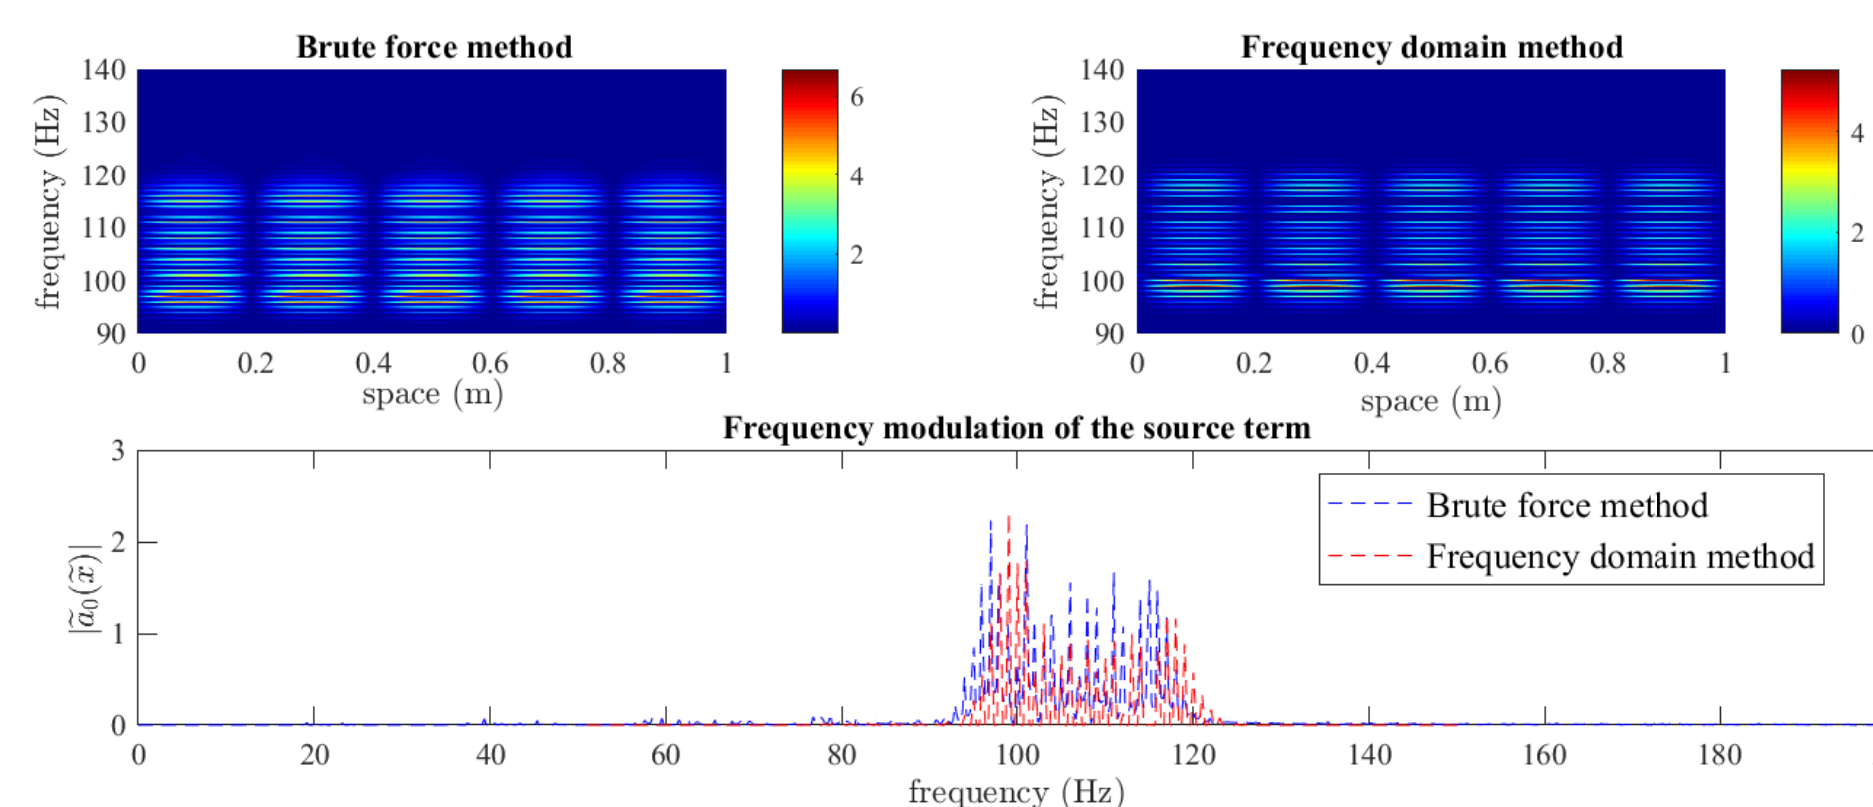 Brute force method
140
130
120
110
100
90
frequency (Hz)
0 0.2 0.4 0.6 0.8 1
space (m)
6
4
2
Frequency domain method
140
130
120
110
100
90
frequency (Hz)
0 0.2 0.4 0.6 0.8 1
space (m)
4
2
0
Frequency modulation of the source term
3
2
1
0
|ã₀(x̃)|
Brute force method
Frequency domain method
0 20 40 60 80 100 120 140 160 180
frequency (Hz)